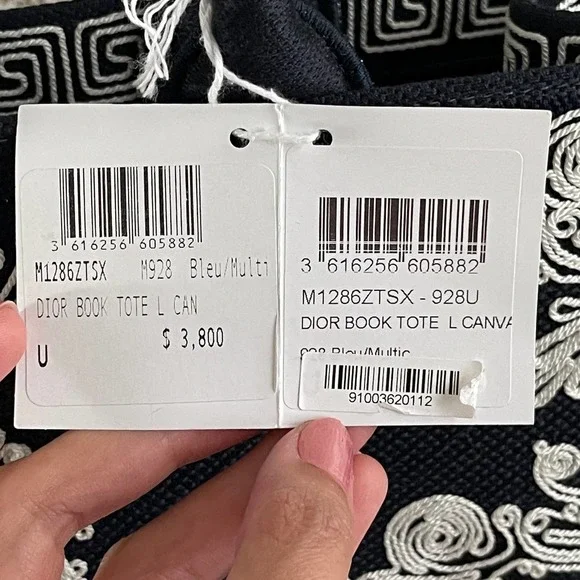 3 616256 605882
M1286ZTSX M928 Bleu/Multi
DIOR BOOK TOTE L CAN
$ 3,800
U
3 616256 605882
M1286ZTSX - 928U
DIOR BOOK TOTE L CANVA
928 Bleu/Multic
91003620112